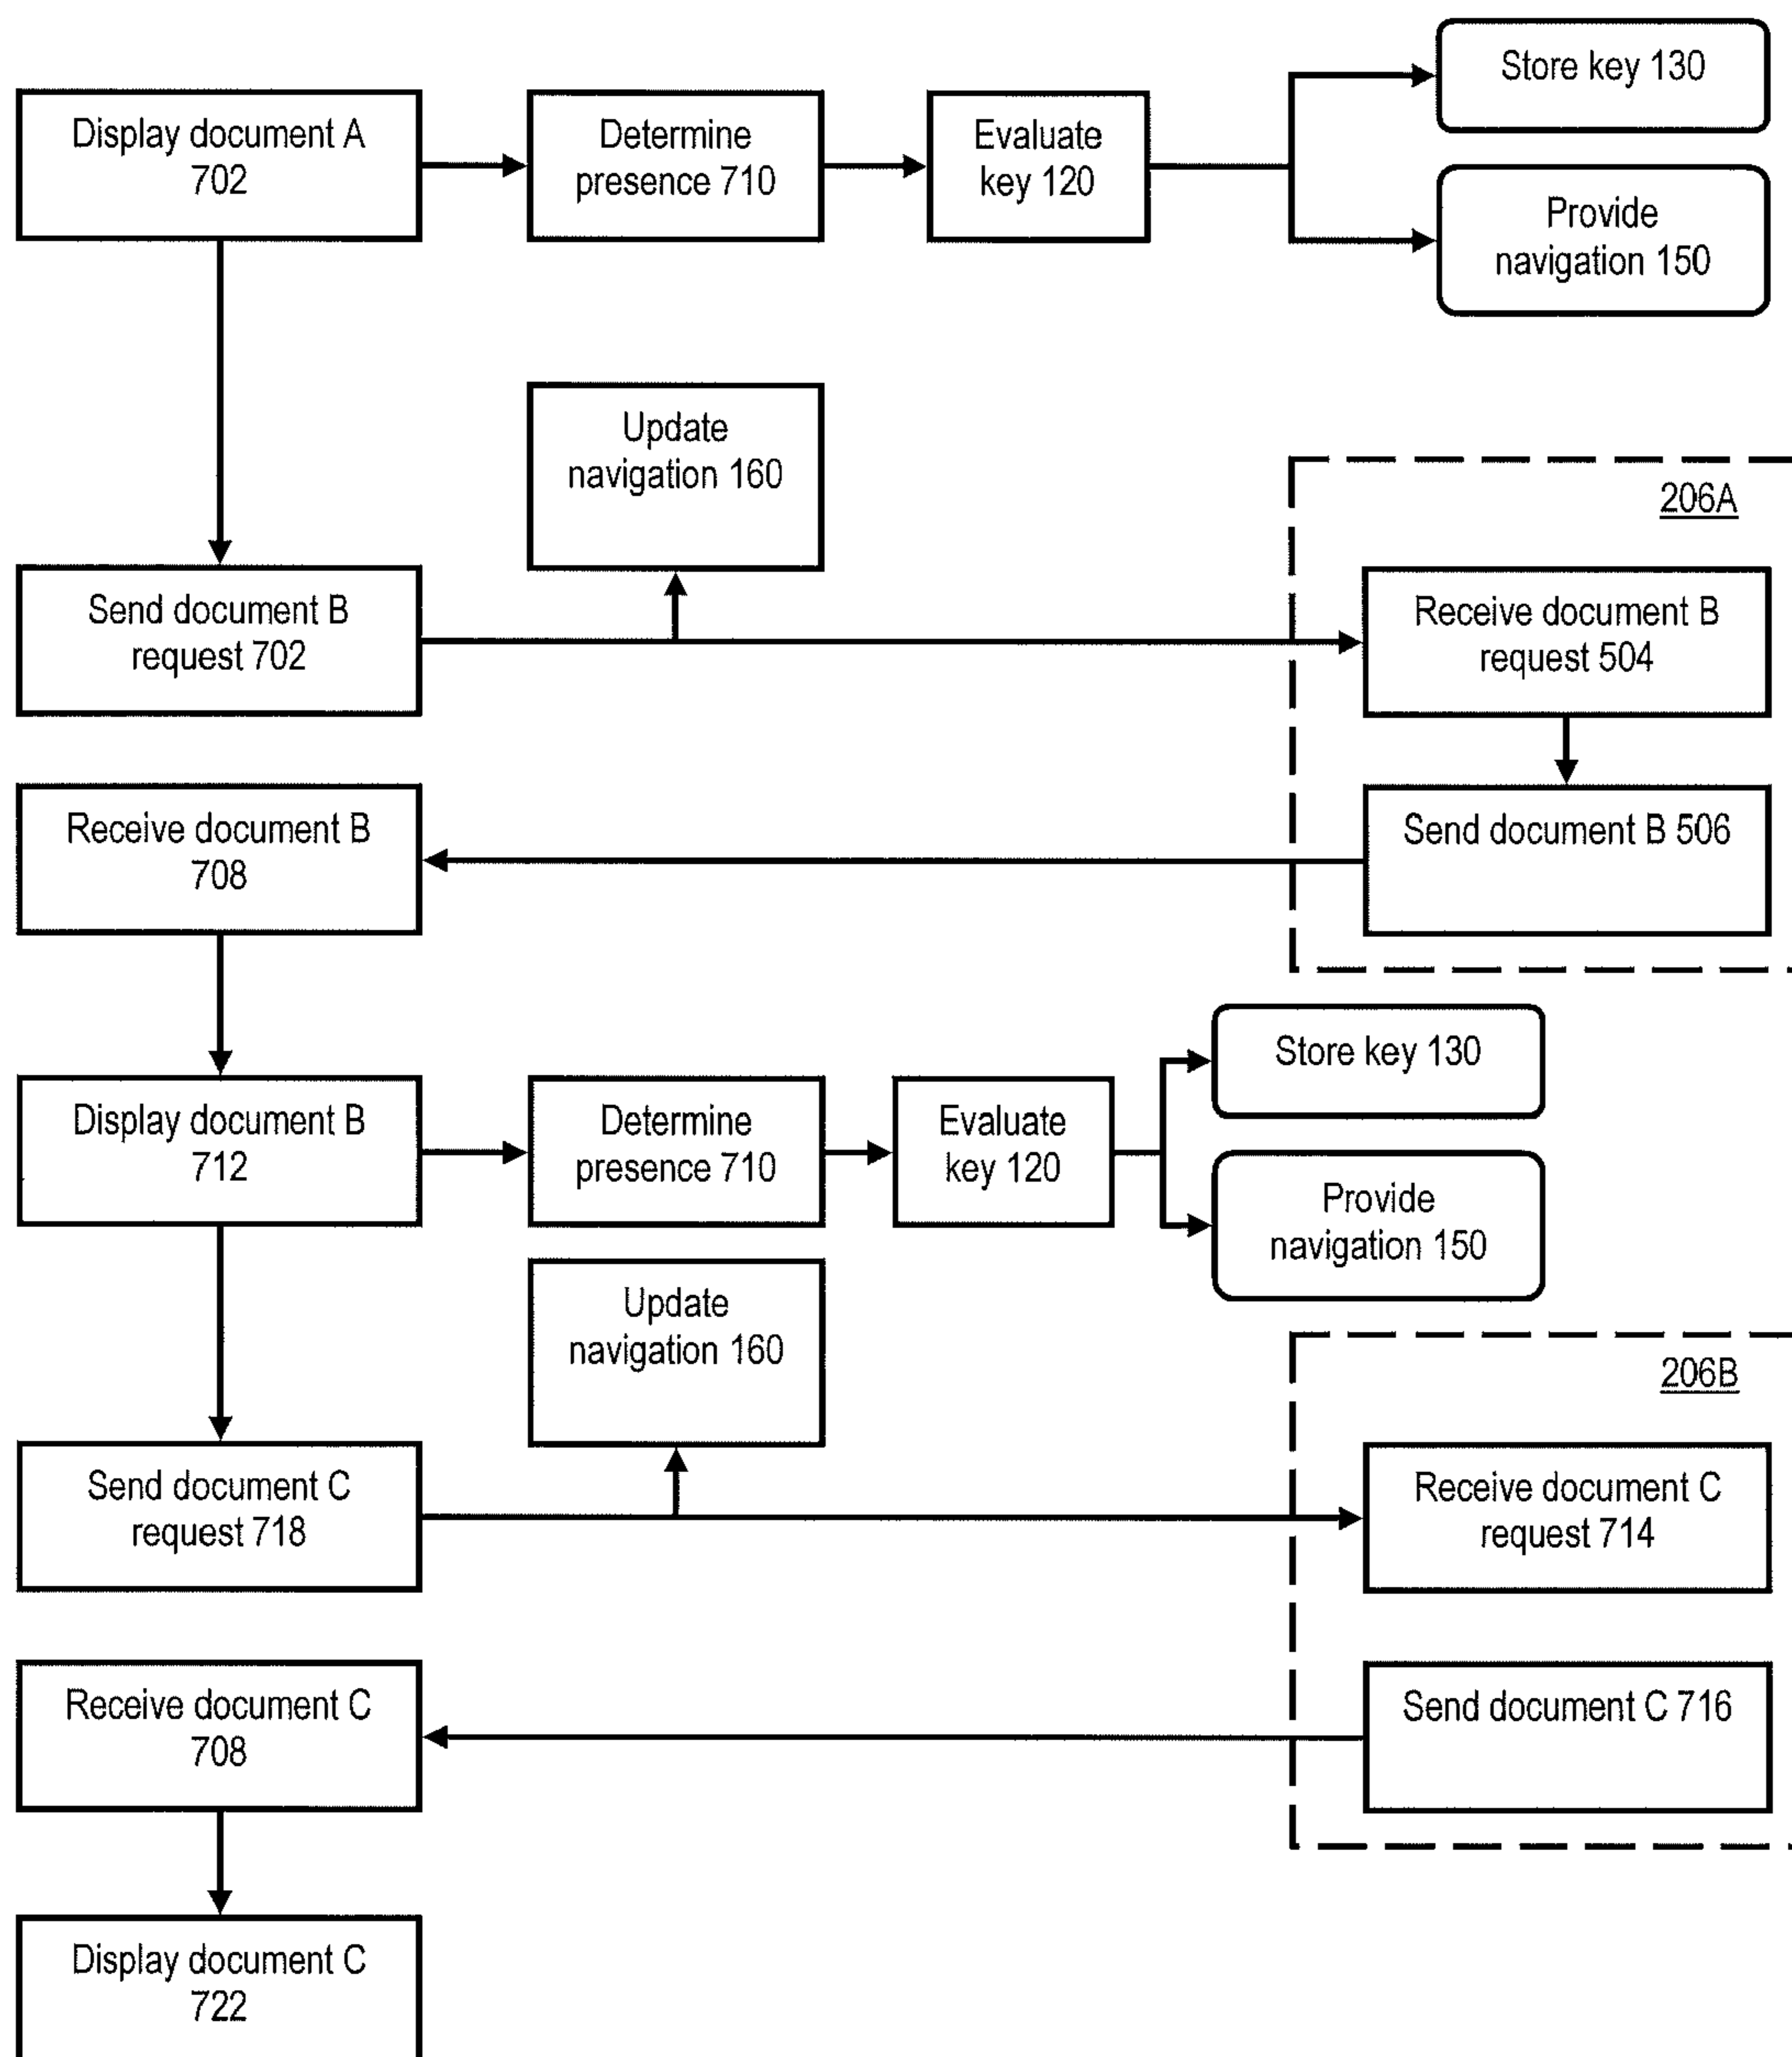 Display document A
702
Determine
presence 710
Evaluate
key 120
Store key 130
Provide
navigation 150
Update
navigation 160
206A
Send document B
request 702
Receive document B
request 504
Receive document B
708
Send document B 506
Display document B
712
Determine
presence 710
Evaluate
key 120
Store key 130
Provide
navigation 150
Update
navigation 160
206B
Send document C
request 718
Receive document C
request 714
Receive document C
708
Send document C 716
Display document C
722